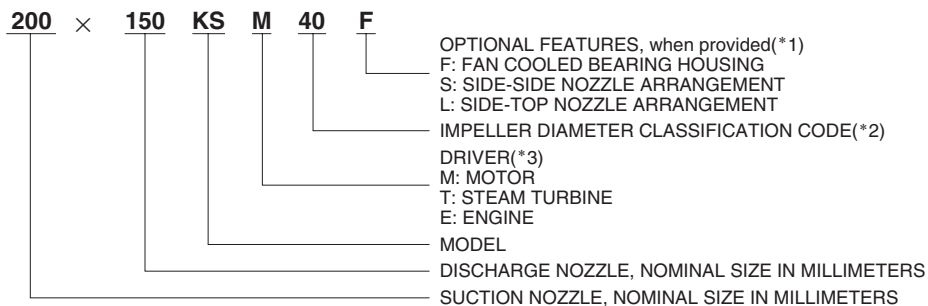 200 × 150 KS M 40 F
OPTIONAL FEATURES, when provided(*1)
F: FAN COOLED BEARING HOUSING
S: SIDE-SIDE NOZZLE ARRANGEMENT
L: SIDE-TOP NOZZLE ARRANGEMENT
IMPELLER DIAMETER CLASSIFICATION CODE(*2)
DRIVER(*3)
M: MOTOR
T: STEAM TURBINE
E: ENGINE
MODEL
DISCHARGE NOZZLE, NOMINAL SIZE IN MILLIMETERS
SUCTION NOZZLE, NOMINAL SIZE IN MILLIMETERS